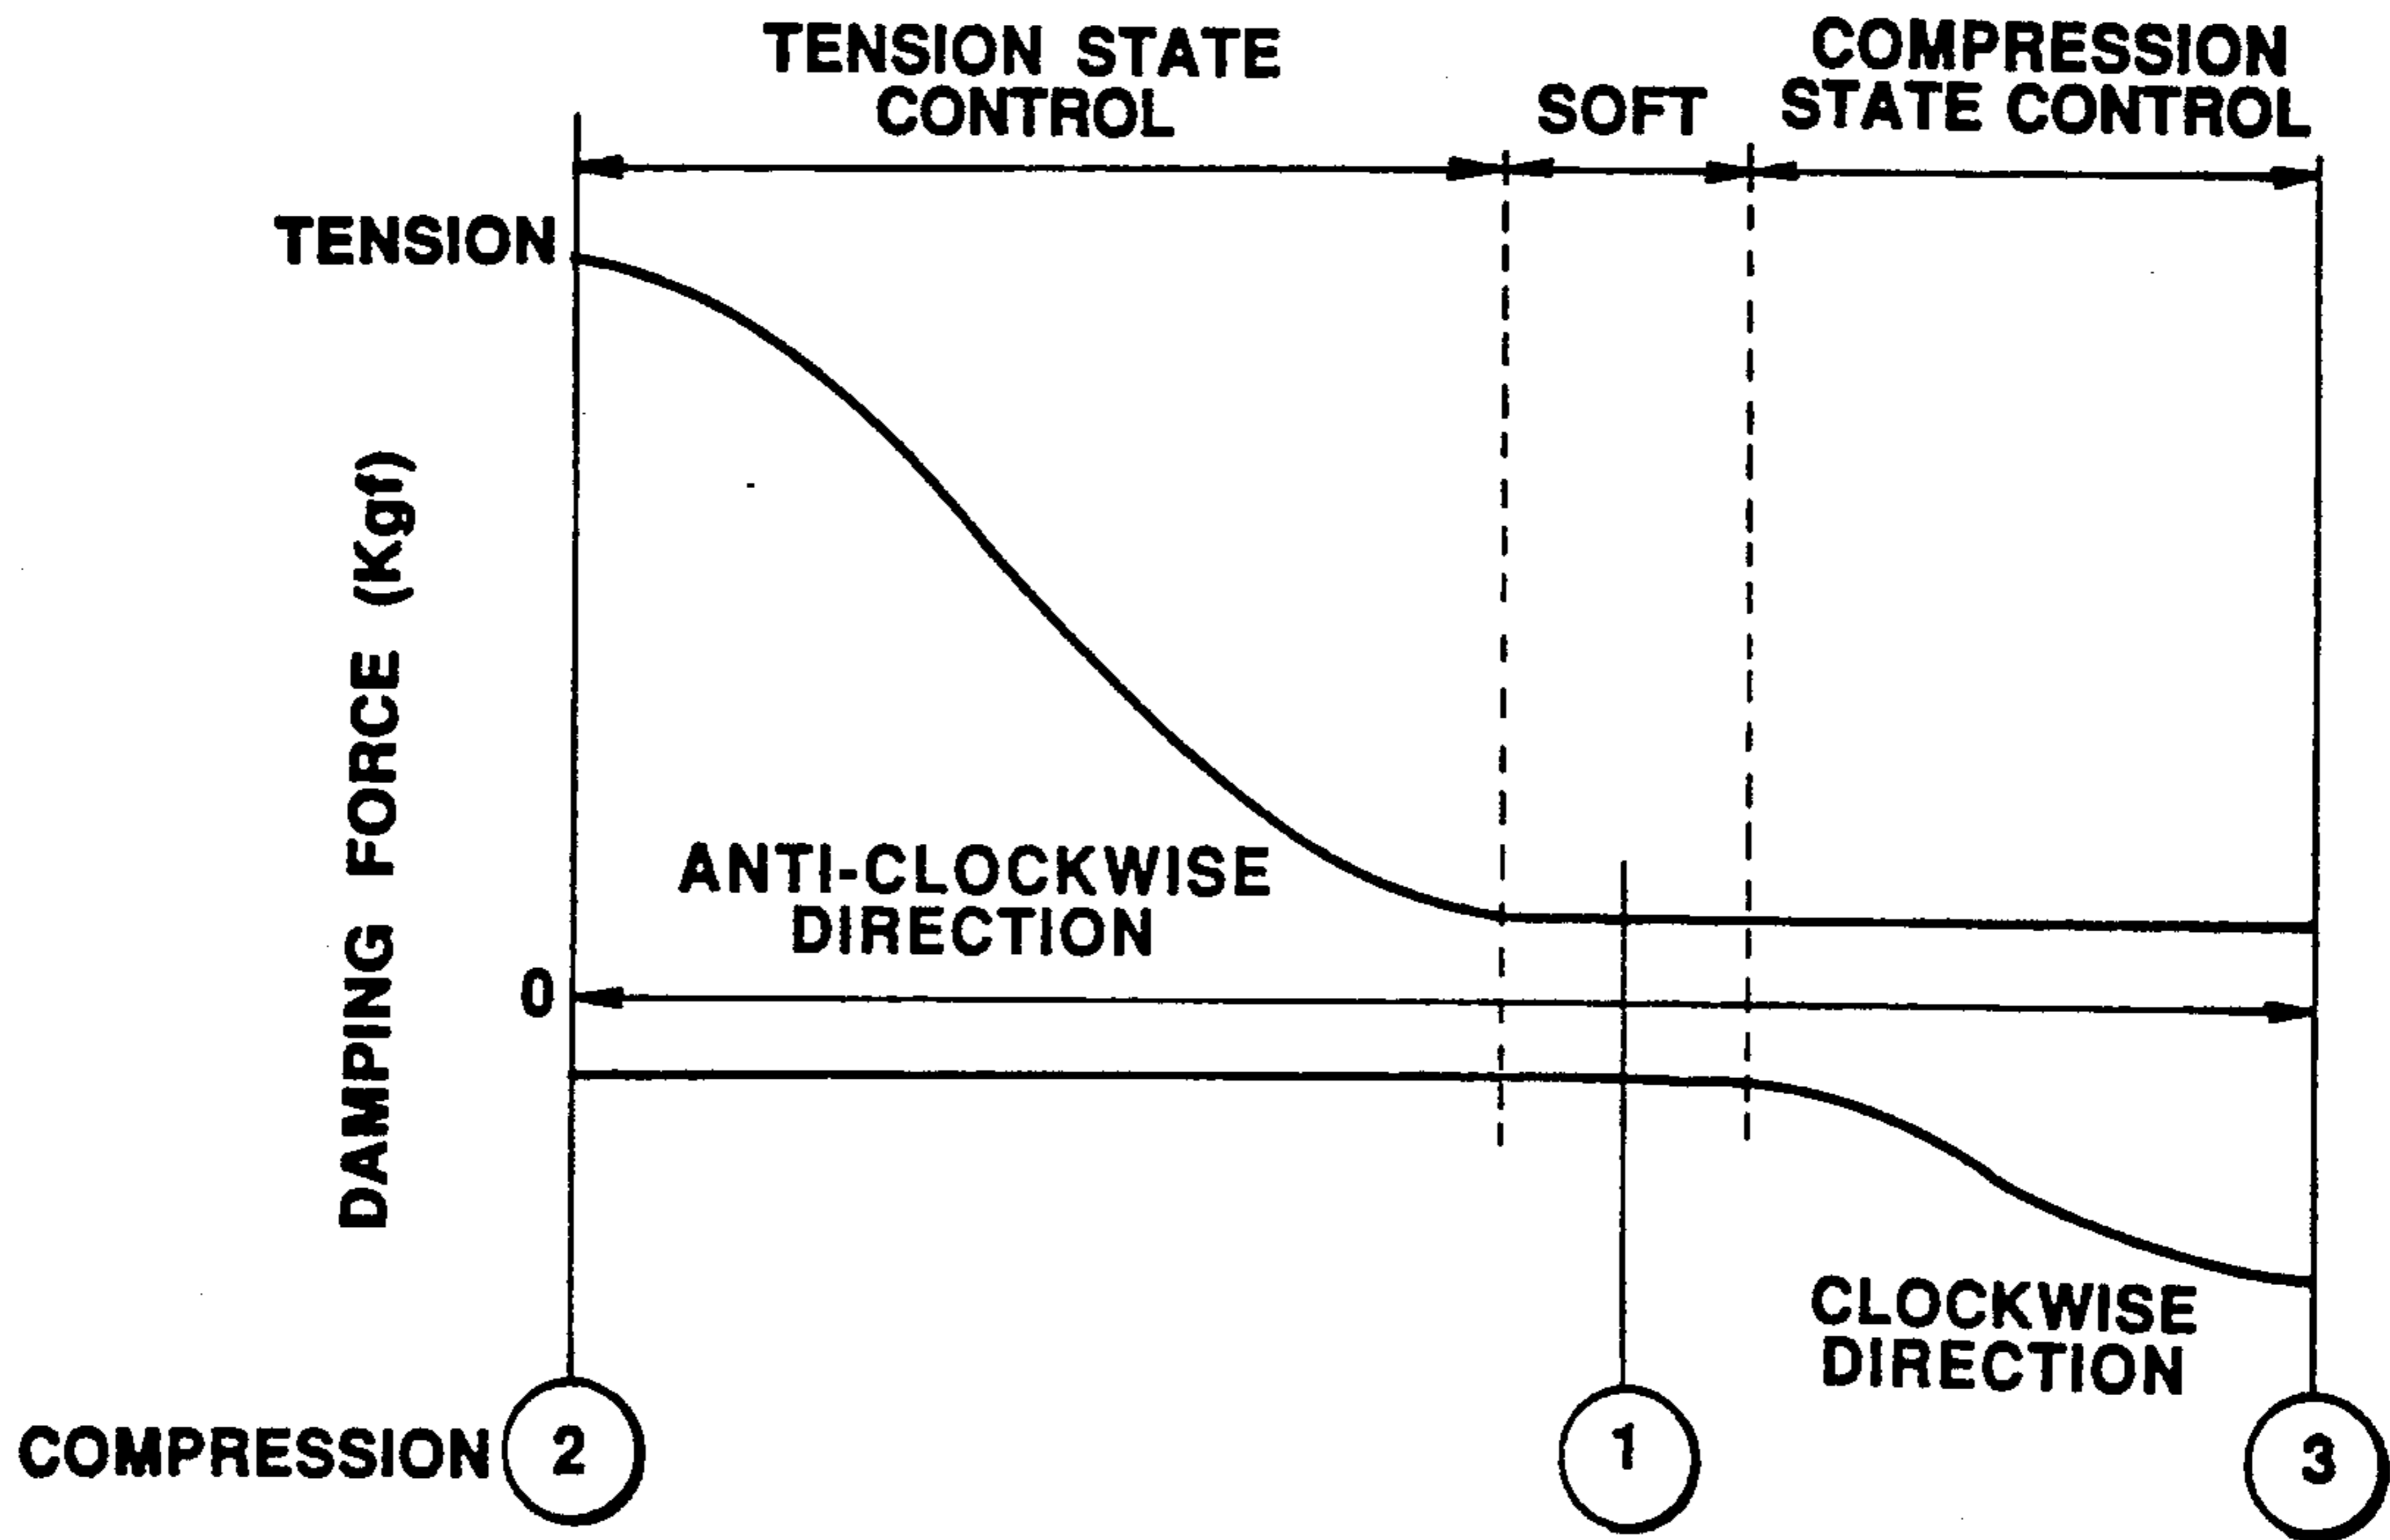 TENSION STATE
CONTROL
SOFT
COMPRESSION
STATE CONTROL
TENSION
DAMPING FORCE (Kgf)
ANTI-CLOCKWISE
DIRECTION
0
CLOCKWISE
DIRECTION
COMPRESSION
2
1
3